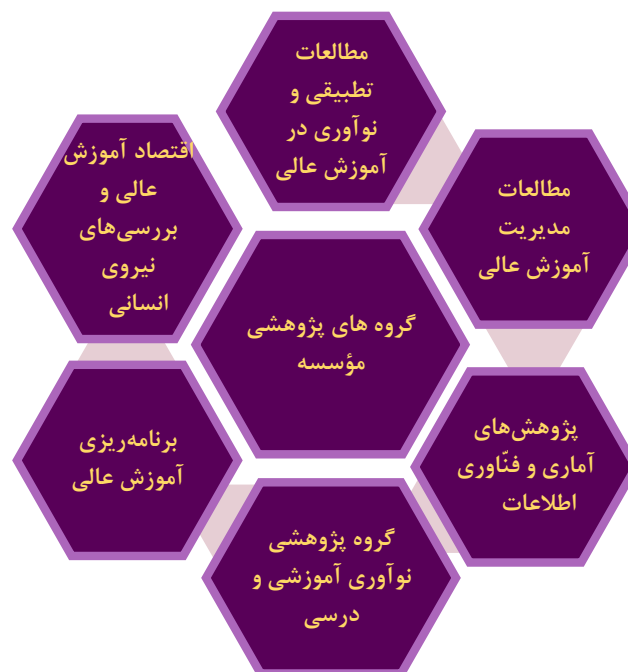 مطالعات
تطبیقی و
نوآوری در
آموزش عالی
مطالعات
مدیریت
آموزش عالی
پژوهش‌های
آماری و فنّاوری
اطلاعات
گروه پژوهشی
نوآوری آموزشی و
درسی
برنامه‌ریزی
آموزش عالی
اقتصاد آموزش
عالی و
بررسی‌های
نیروی
انسانی
گروه های پژوهشی
مؤسسه